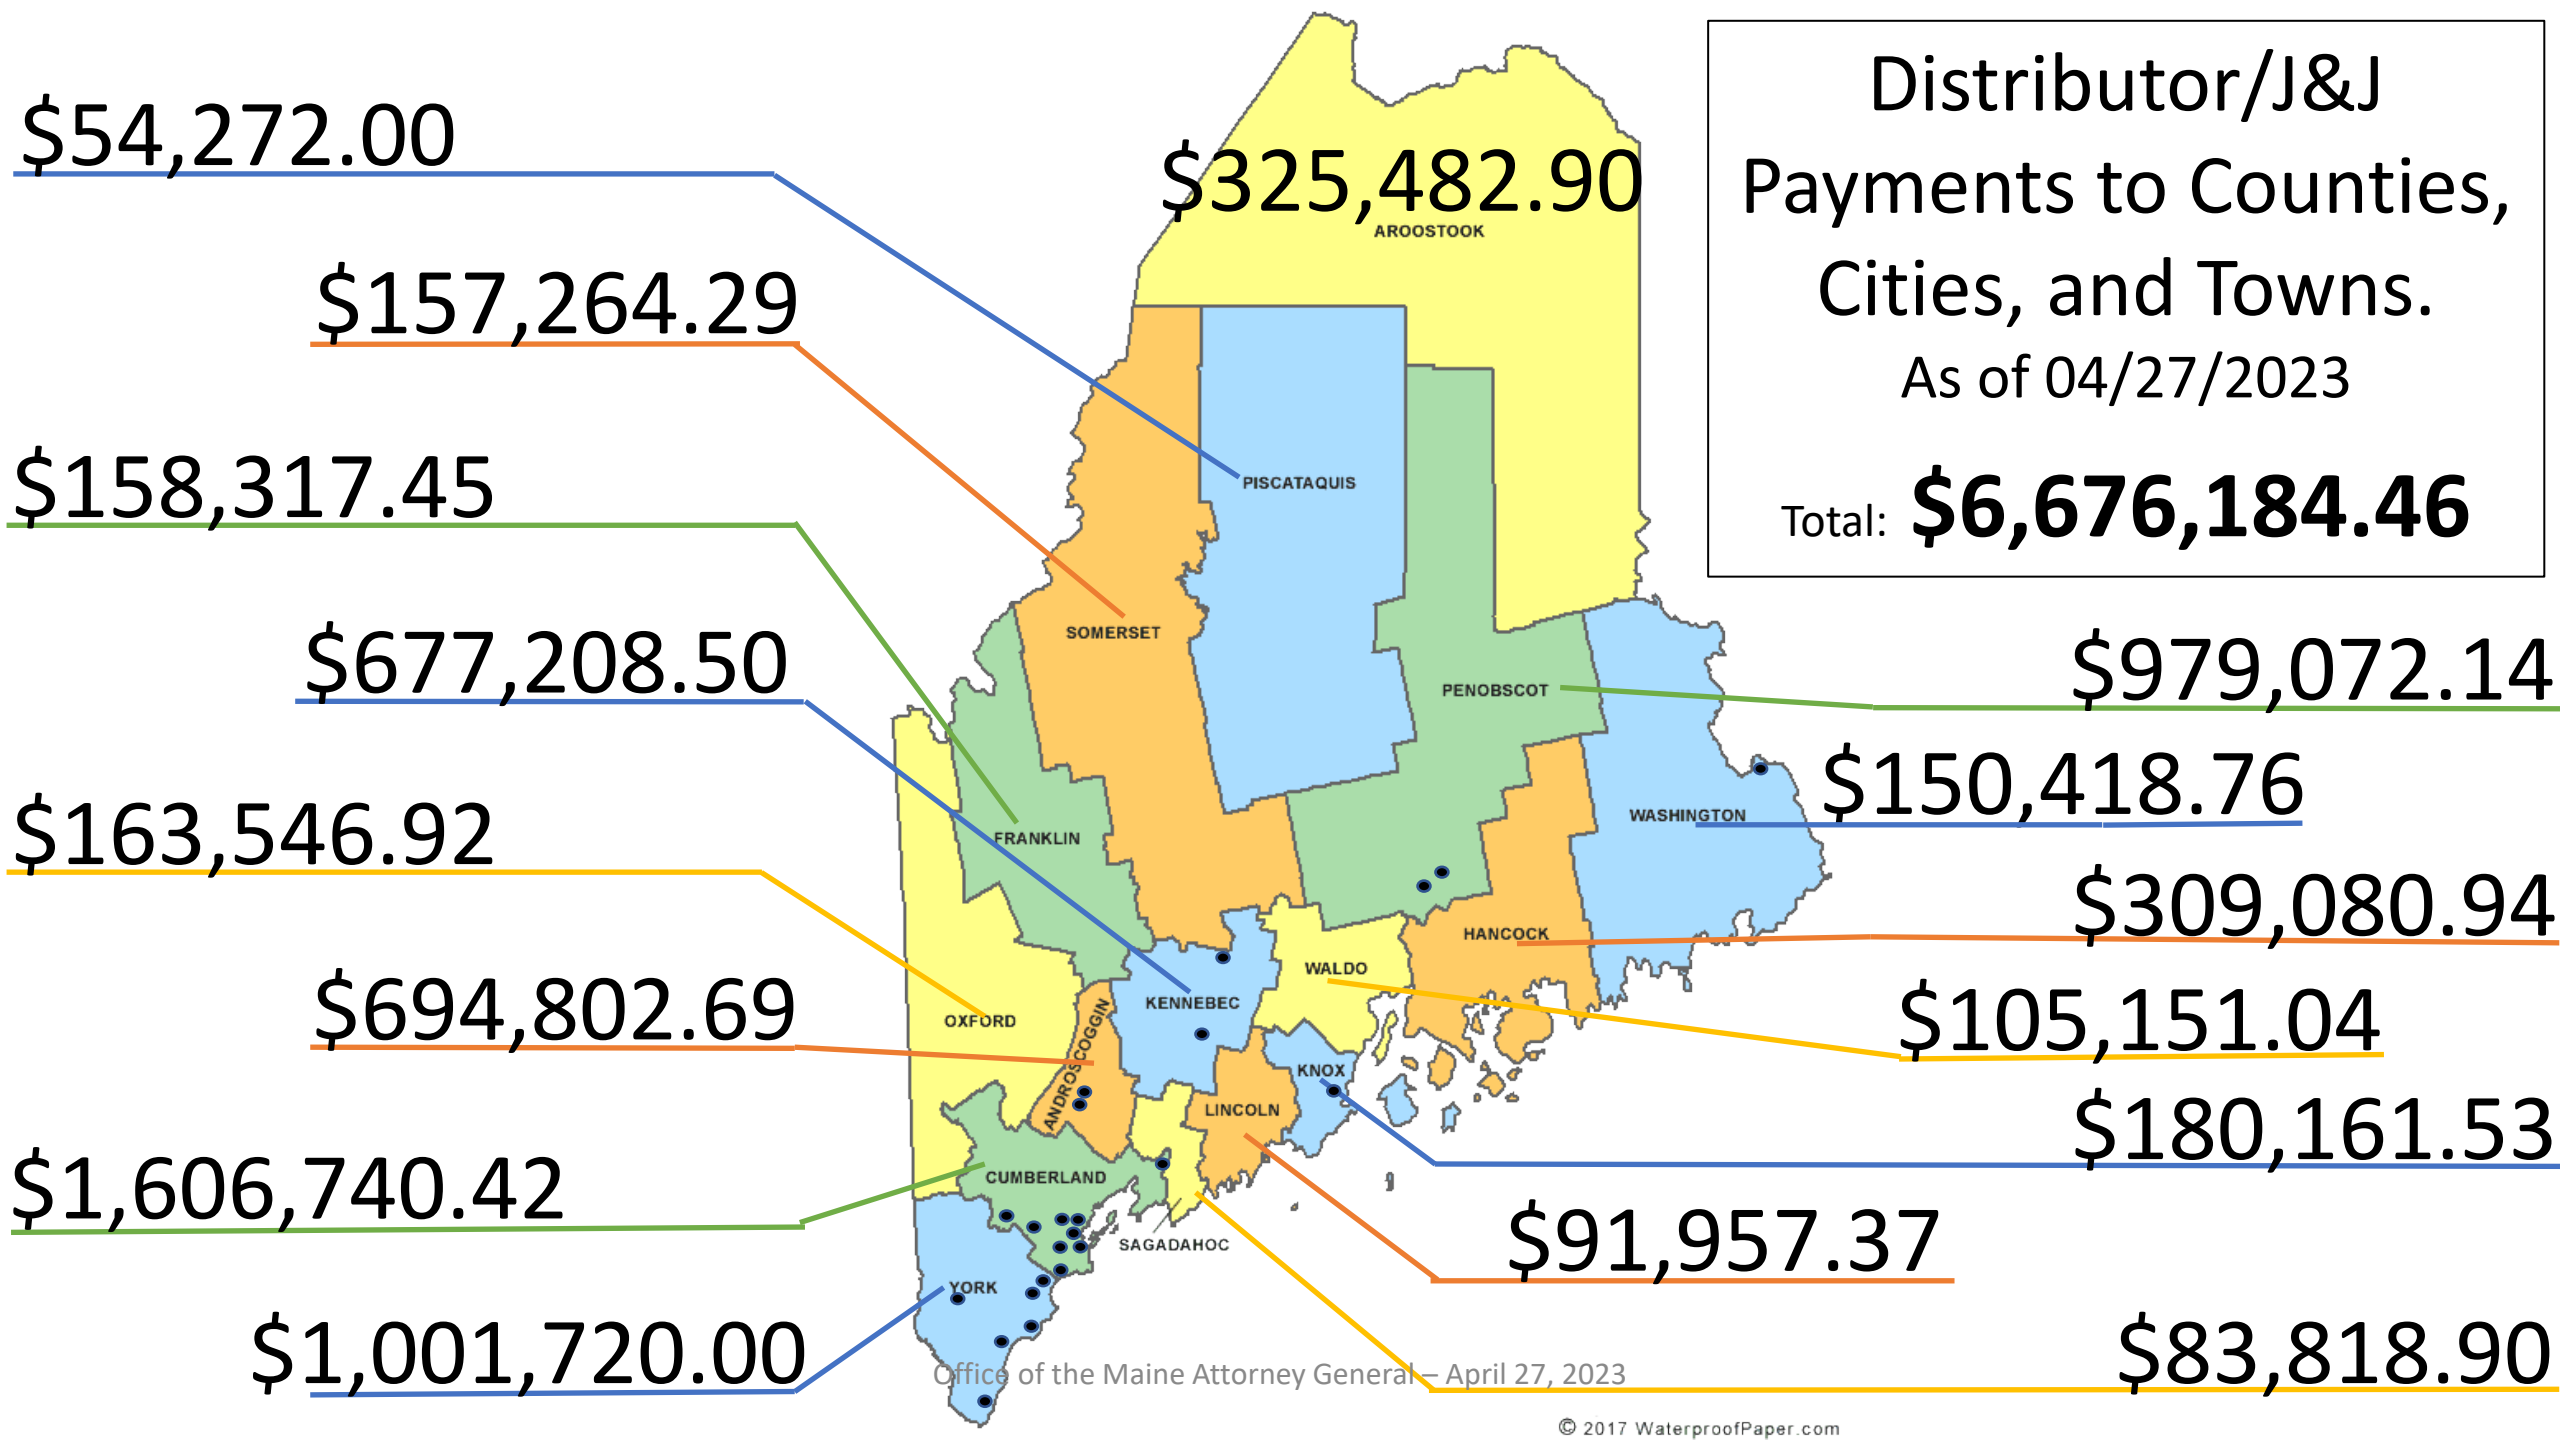 Distributor/J&J
Payments to Counties,
Cities, and Towns.
As of 04/27/2023
Total: $6,676,184.46
$54,272.00
$157,264.29
$158,317.45
$677,208.50
$163,546.92
$694,802.69
$1,606,740.42
$1,001,720.00
$325,482.90
AROOSTOOK
PISCATAQUIS
SOMERSET
PENOBSCOT
WASHINGTON
FRANKLIN
HANCOCK
WALDO
KENNEBEC
OXFORD
ANDROSCOGGIN
KNOX
LINCOLN
CUMBERLAND
SAGADAHOC
YORK
$979,072.14
$150,418.76
$309,080.94
$105,151.04
$180,161.53
$91,957.37
$83,818.90
Office of the Maine Attorney General – April 27, 2023
© 2017 WaterproofPaper.com